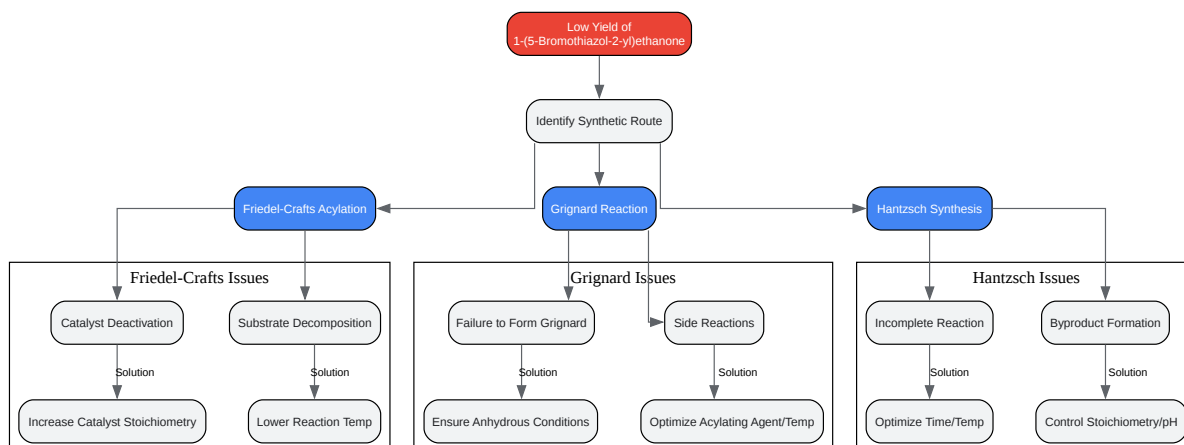 Low Yield of
1-(5-Bromothiazol-2-yl)ethanone
Identify Synthetic Route
Friedel-Crafts Acylation
Grignard Reaction
Hantzsch Synthesis
Friedel-Crafts Issues
Grignard Issues
Hantzsch Issues
Catalyst Deactivation
Substrate Decomposition
Failure to Form Grignard
Side Reactions
Incomplete Reaction
Byproduct Formation
Solution
Solution
Solution
Solution
Solution
Solution
Increase Catalyst Stoichiometry
Lower Reaction Temp
Ensure Anhydrous Conditions
Optimize Acylating Agent/Temp
Optimize Time/Temp
Control Stoichiometry/pH